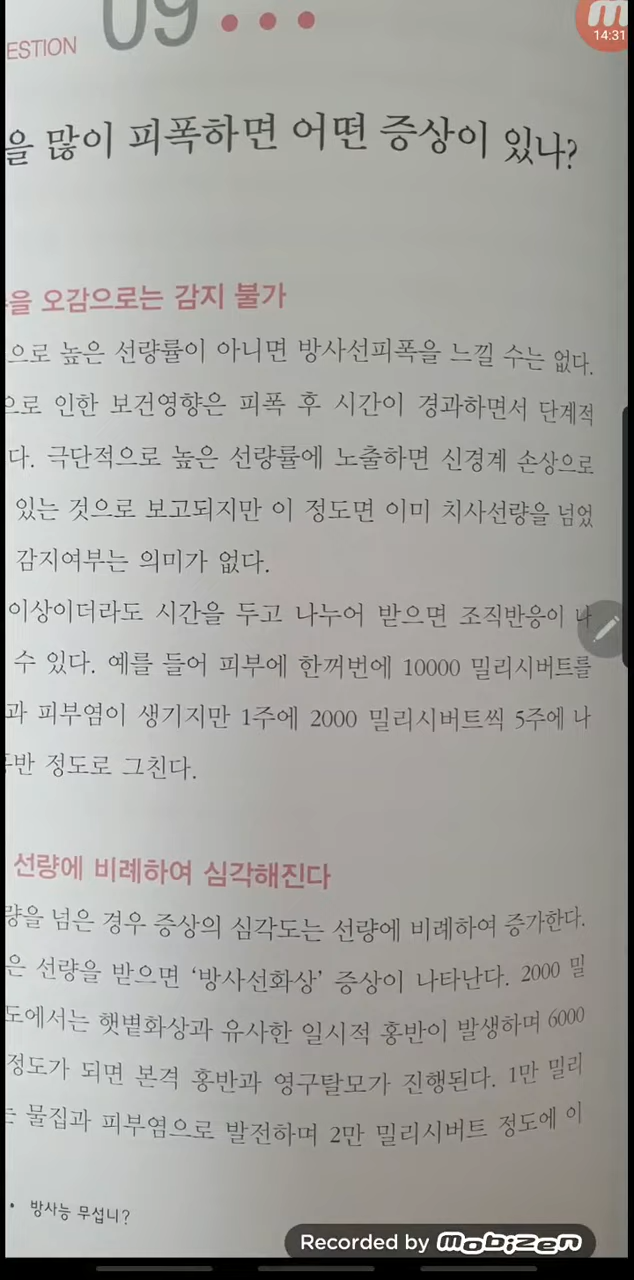 ESTION 09
14:31
을 많이 피폭하면 어떤 증상이 있나?
을 오감으로는 감지 불가
으로 높은 선량률이 아니면 방사선피폭을 느낄 수는 없다.
으로 인한 보건영향은 피폭 후 시간이 경과하면서 단계적
다. 극단적으로 높은 선량률에 노출하면 신경계 손상으로
있는 것으로 보고되지만 이 정도면 이미 치사선량을 넘었
감지여부는 의미가 없다.
이상이더라도 시간을 두고 나누어 받으면 조직반응이 나
수 있다. 예를 들어 피부에 한꺼번에 10000 밀리시버트를
과 피부염이 생기지만 1주에 2000 밀리시버트씩 5주에 나
반 정도로 그친다.
선량에 비례하여 심각해진다
량을 넘은 경우 증상의 심각도는 선량에 비례하여 증가한다.
은 선량을 받으면 '방사선화상' 증상이 나타난다. 2000 밀
도에서는 햇볕화상과 유사한 일시적 홍반이 발생하며 6000
정도가 되면 본격 홍반과 영구탈모가 진행된다. 1만 밀리
는 물집과 피부염으로 발전하며 2만 밀리시버트 정도에 이
• 방사능 무섭니?
Recorded by mobizen